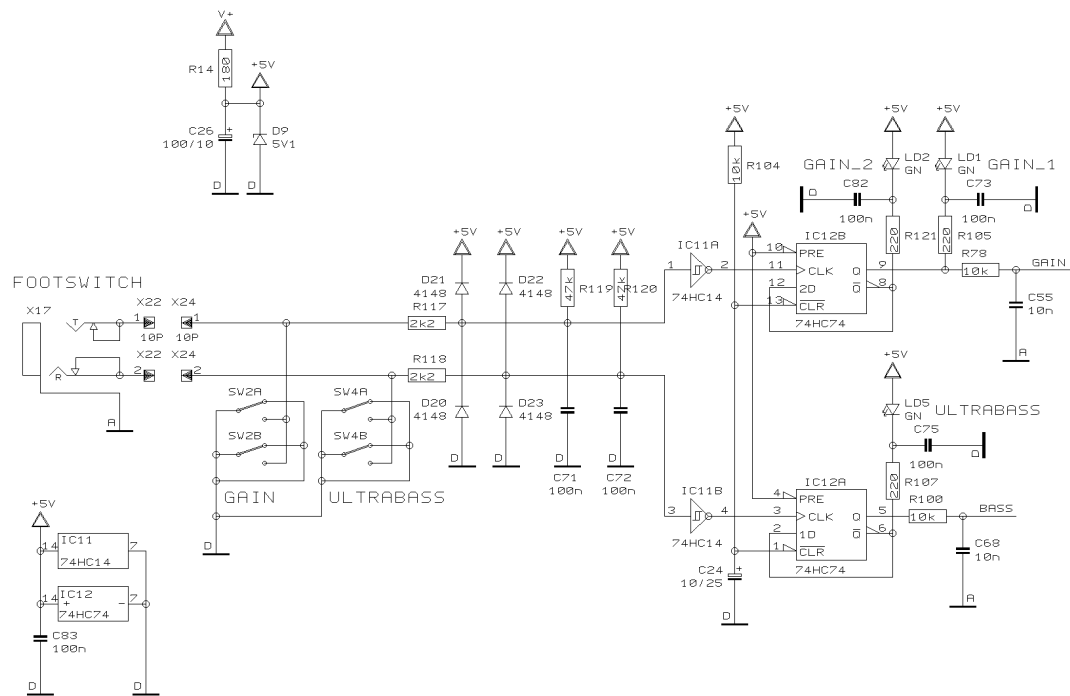 V+
R14
180
+5V
C26
100/10
+
D9
5V1
D
D
FOOTSWITCH
X17
T
R
A
X22
X24
1
1
10P
10P
X22
X24
2
2
SW2A
SW2B
SW4A
SW4B
GAIN
ULTRABASS
D
D
D
R117
2k2
R118
2k2
+5V
+5V
+5V
+5V
D21
4148
D22
4148
R119
47k
R120
47k
D20
4148
D23
4148
D
D
D
D
C71
100n
C72
100n
+5V
R104
10k
+5V
IC11A
1
2
74HC14
IC11B
3
4
74HC14
C24
10/25
+
D
IC12B
10
PRE
11
CLK
12
2D
13
CLR
Q
9
Q
8
74HC74
+5V
+5V
GAIN_2
LD2
GN
LD1
GN
GAIN_1
C82
100n
D
C73
100n
D
R121
220
R105
220
R78
10k
GAIN
C55
10n
A
IC12A
4
PRE
3
CLK
2
1D
1
CLR
Q
5
Q
6
74HC74
+5V
LD5
GN
ULTRABASS
C75
100n
D
R107
220
R100
10k
BASS
C68
10n
A
+5V
14
IC11
7
74HC14
14
IC12
7
+
-
74HC74
C83
100n
D
D